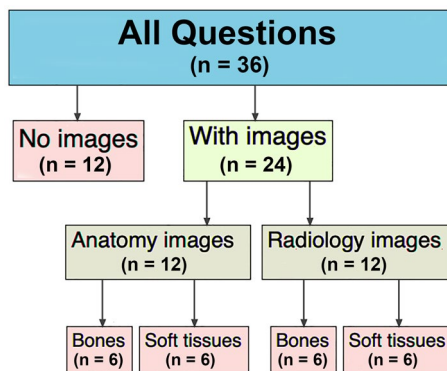 All Questions
(n = 36)
No images
(n = 12)
With images
(n = 24)
Anatomy images
(n = 12)
Radiology images
(n = 12)
Bones
(n = 6)
Soft tissues
(n = 6)
Bones
(n = 6)
Soft tissues
(n = 6)